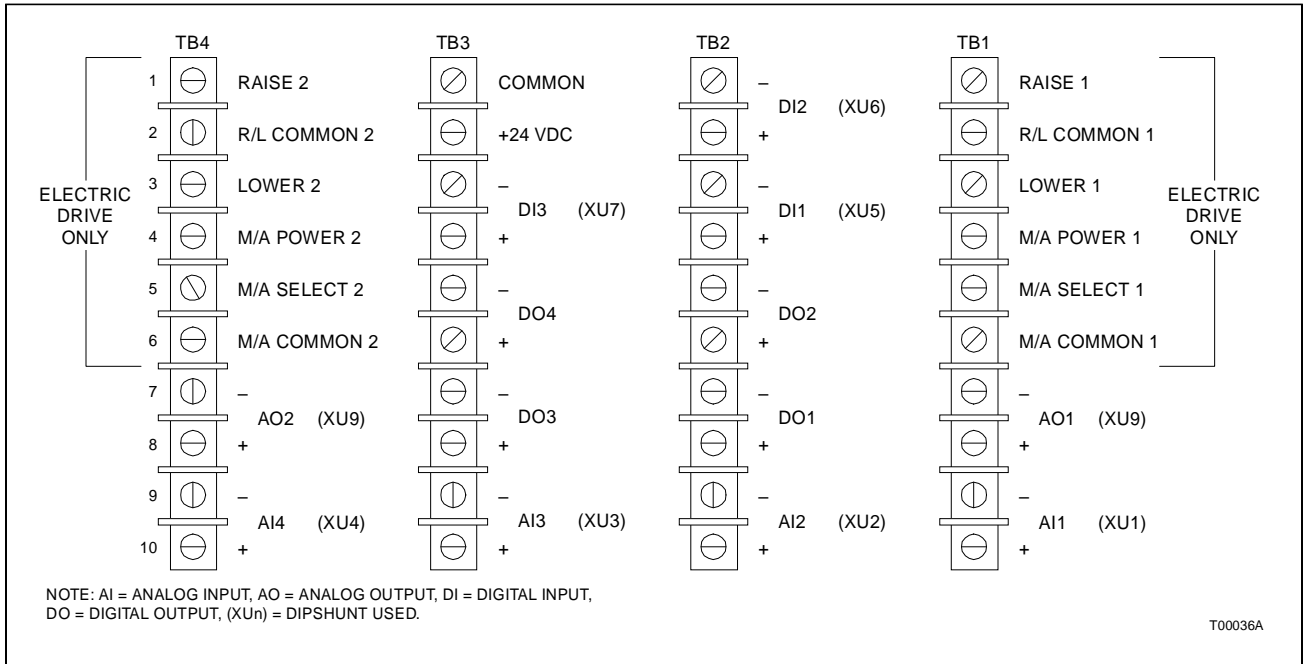 TB4 TB3 TB2 TB1
1 RAISE 2 COMMON – RAISE 1
DI2 (XU6)
2 R/L COMMON 2 +24 VDC + R/L COMMON 1
3 LOWER 2 – – LOWER 1
ELECTRIC DRIVE ONLY DI3 (XU7) DI1 (XU5) ELECTRIC DRIVE ONLY
4 M/A POWER 2 + + M/A POWER 1
5 M/A SELECT 2 – – M/A SELECT 1
DO4 DO2
6 M/A COMMON 2 + + M/A COMMON 1
7 – – – –
AO2 (XU9) DO3 DO1 AO1 (XU9)
8 + + + +
9 – – – –
AI4 (XU4) AI3 (XU3) AI2 (XU2) AI1 (XU1)
10 + + + +
NOTE: AI = ANALOG INPUT, AO = ANALOG OUTPUT, DI = DIGITAL INPUT,
DO = DIGITAL OUTPUT, (XUn) = DIPSHUNT USED.
T00036A